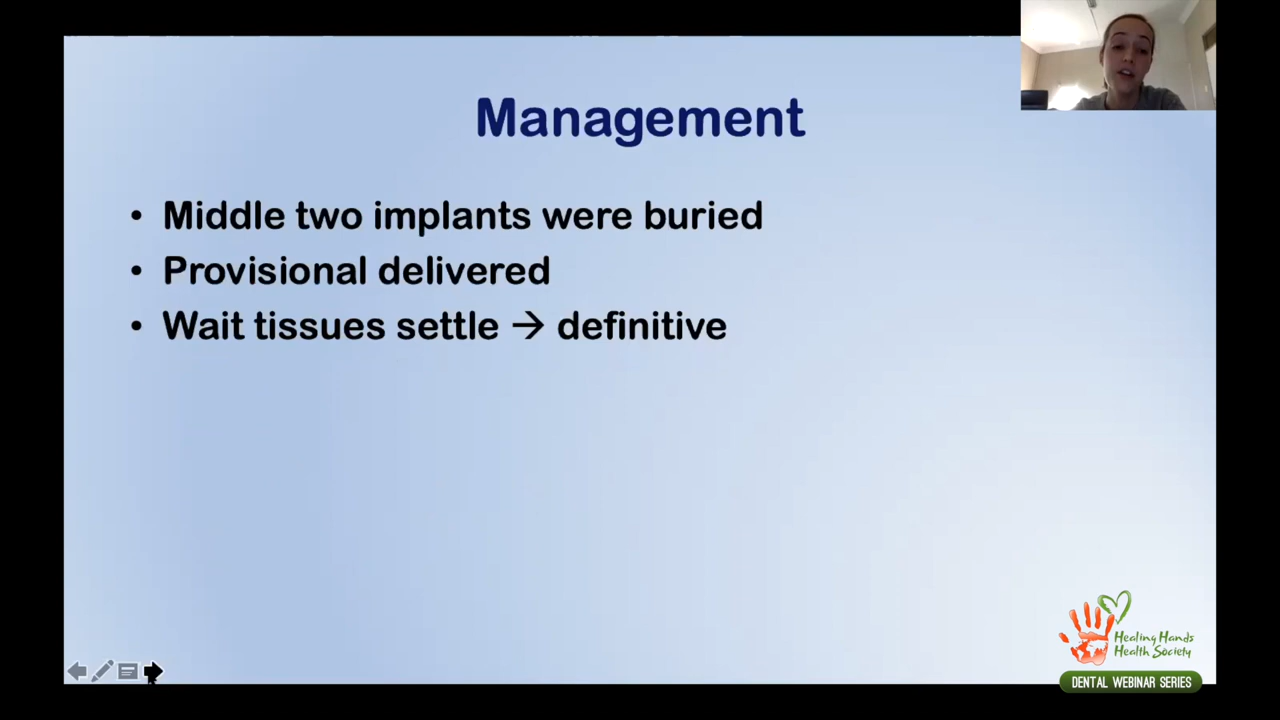 Management
• Middle two implants were buried
• Provisional delivered
• Wait tissues settle → definitive
Healing Hands
Health Society
DENTAL WEBINAR SERIES